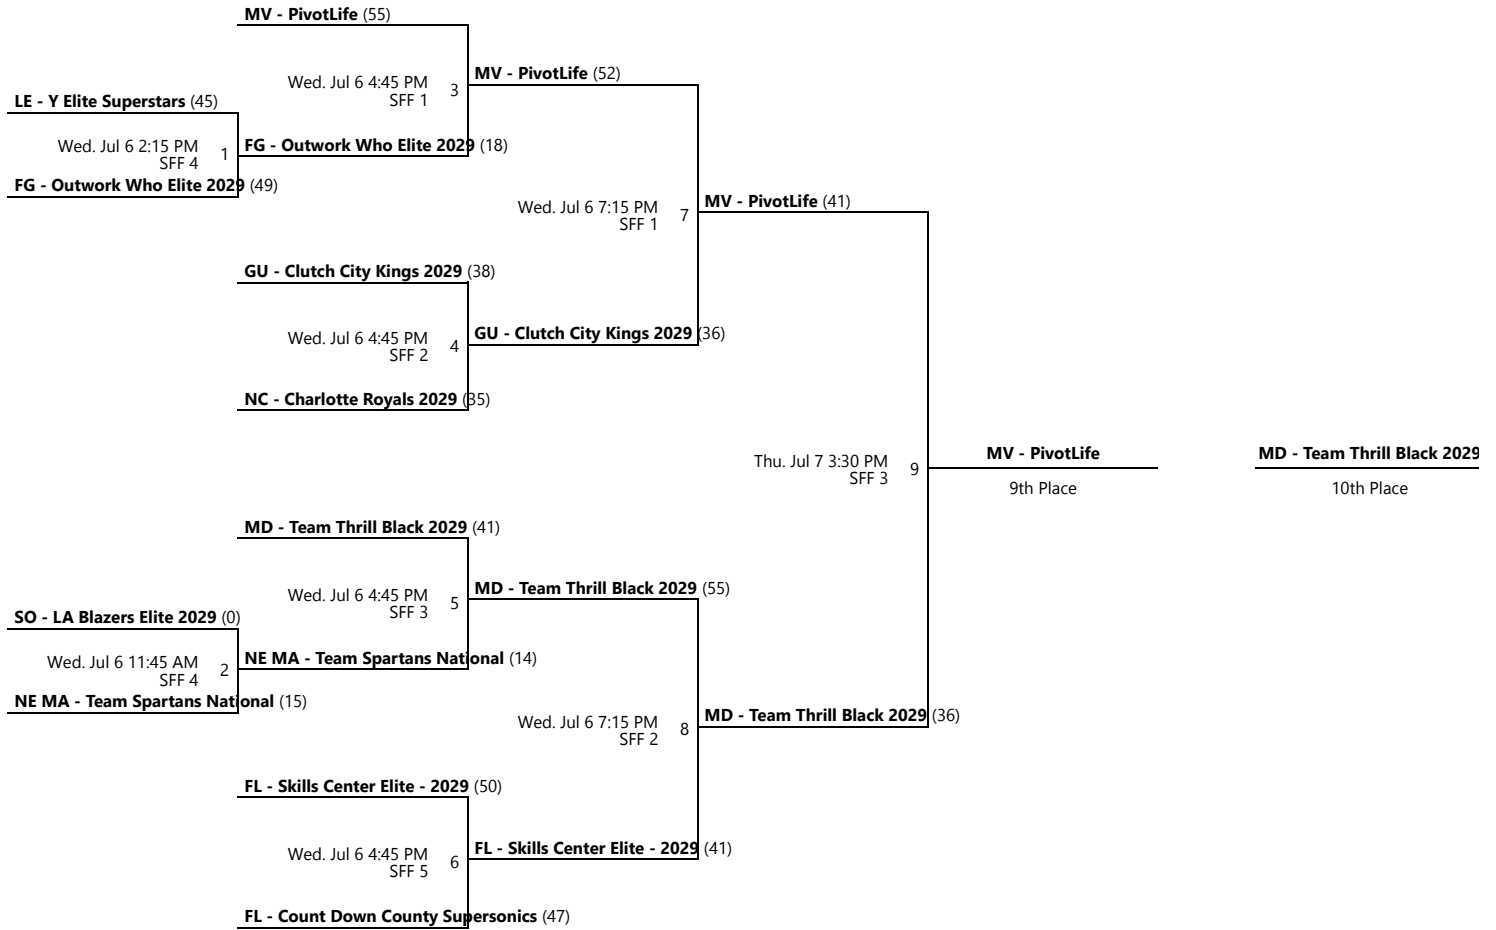 MV - PivotLife (55)
Wed. Jul 6 4:45 PM
SFF 1
3
MV - PivotLife (52)
LE - Y Elite Superstars (45)
Wed. Jul 6 2:15 PM
SFF 4
1
FG - Outwork Who Elite 2029 (18)
FG - Outwork Who Elite 2029 (49)
Wed. Jul 6 7:15 PM
SFF 1
7
MV - PivotLife (41)
GU - Clutch City Kings 2029 (38)
Wed. Jul 6 4:45 PM
SFF 2
4
GU - Clutch City Kings 2029 (36)
NC - Charlotte Royals 2029 (35)
Thu. Jul 7 3:30 PM
SFF 3
9
MV - PivotLife
9th Place
MD - Team Thrill Black 2029
10th Place
MD - Team Thrill Black 2029 (41)
Wed. Jul 6 4:45 PM
SFF 3
5
MD - Team Thrill Black 2029 (55)
SO - LA Blazers Elite 2029 (0)
Wed. Jul 6 11:45 AM
SFF 4
2
NE MA - Team Spartans National (14)
NE MA - Team Spartans National (15)
Wed. Jul 6 7:15 PM
SFF 2
8
MD - Team Thrill Black 2029 (36)
FL - Skills Center Elite - 2029 (50)
Wed. Jul 6 4:45 PM
SFF 5
6
FL - Skills Center Elite - 2029 (41)
FL - Count Down County Supersonics (47)